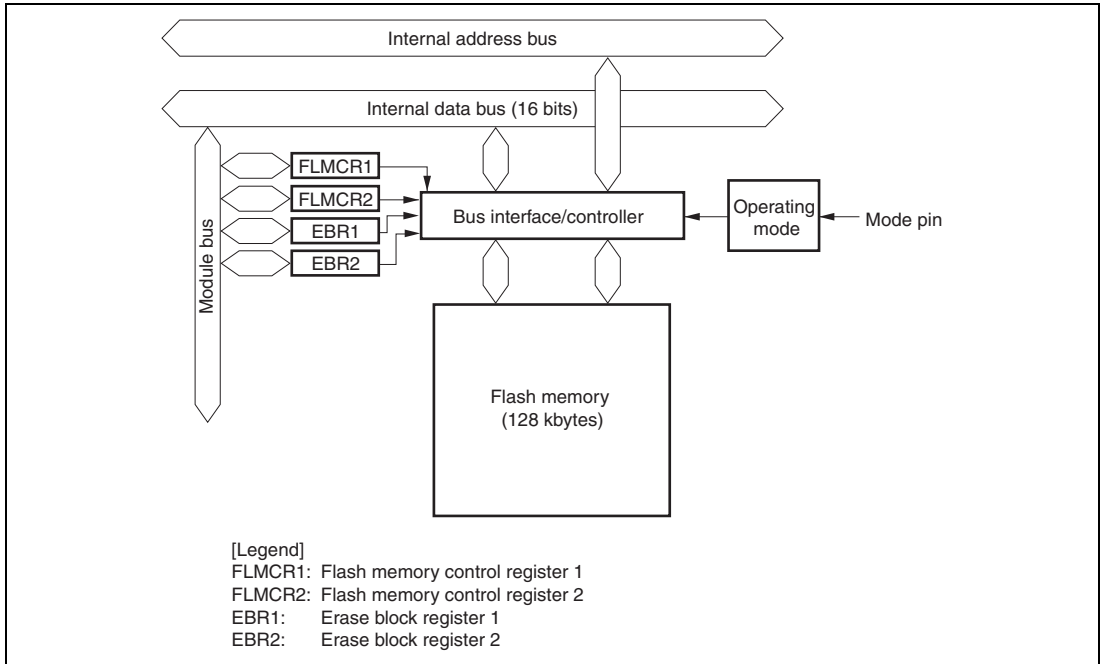 Internal address bus
Internal data bus (16 bits)
Module bus
FLMCR1
FLMCR2
EBR1
EBR2
Bus interface/controller
Operating
mode
Mode pin
Flash memory
(128 kbytes)
[Legend]
FLMCR1: Flash memory control register 1
FLMCR2: Flash memory control register 2
EBR1: Erase block register 1
EBR2: Erase block register 2